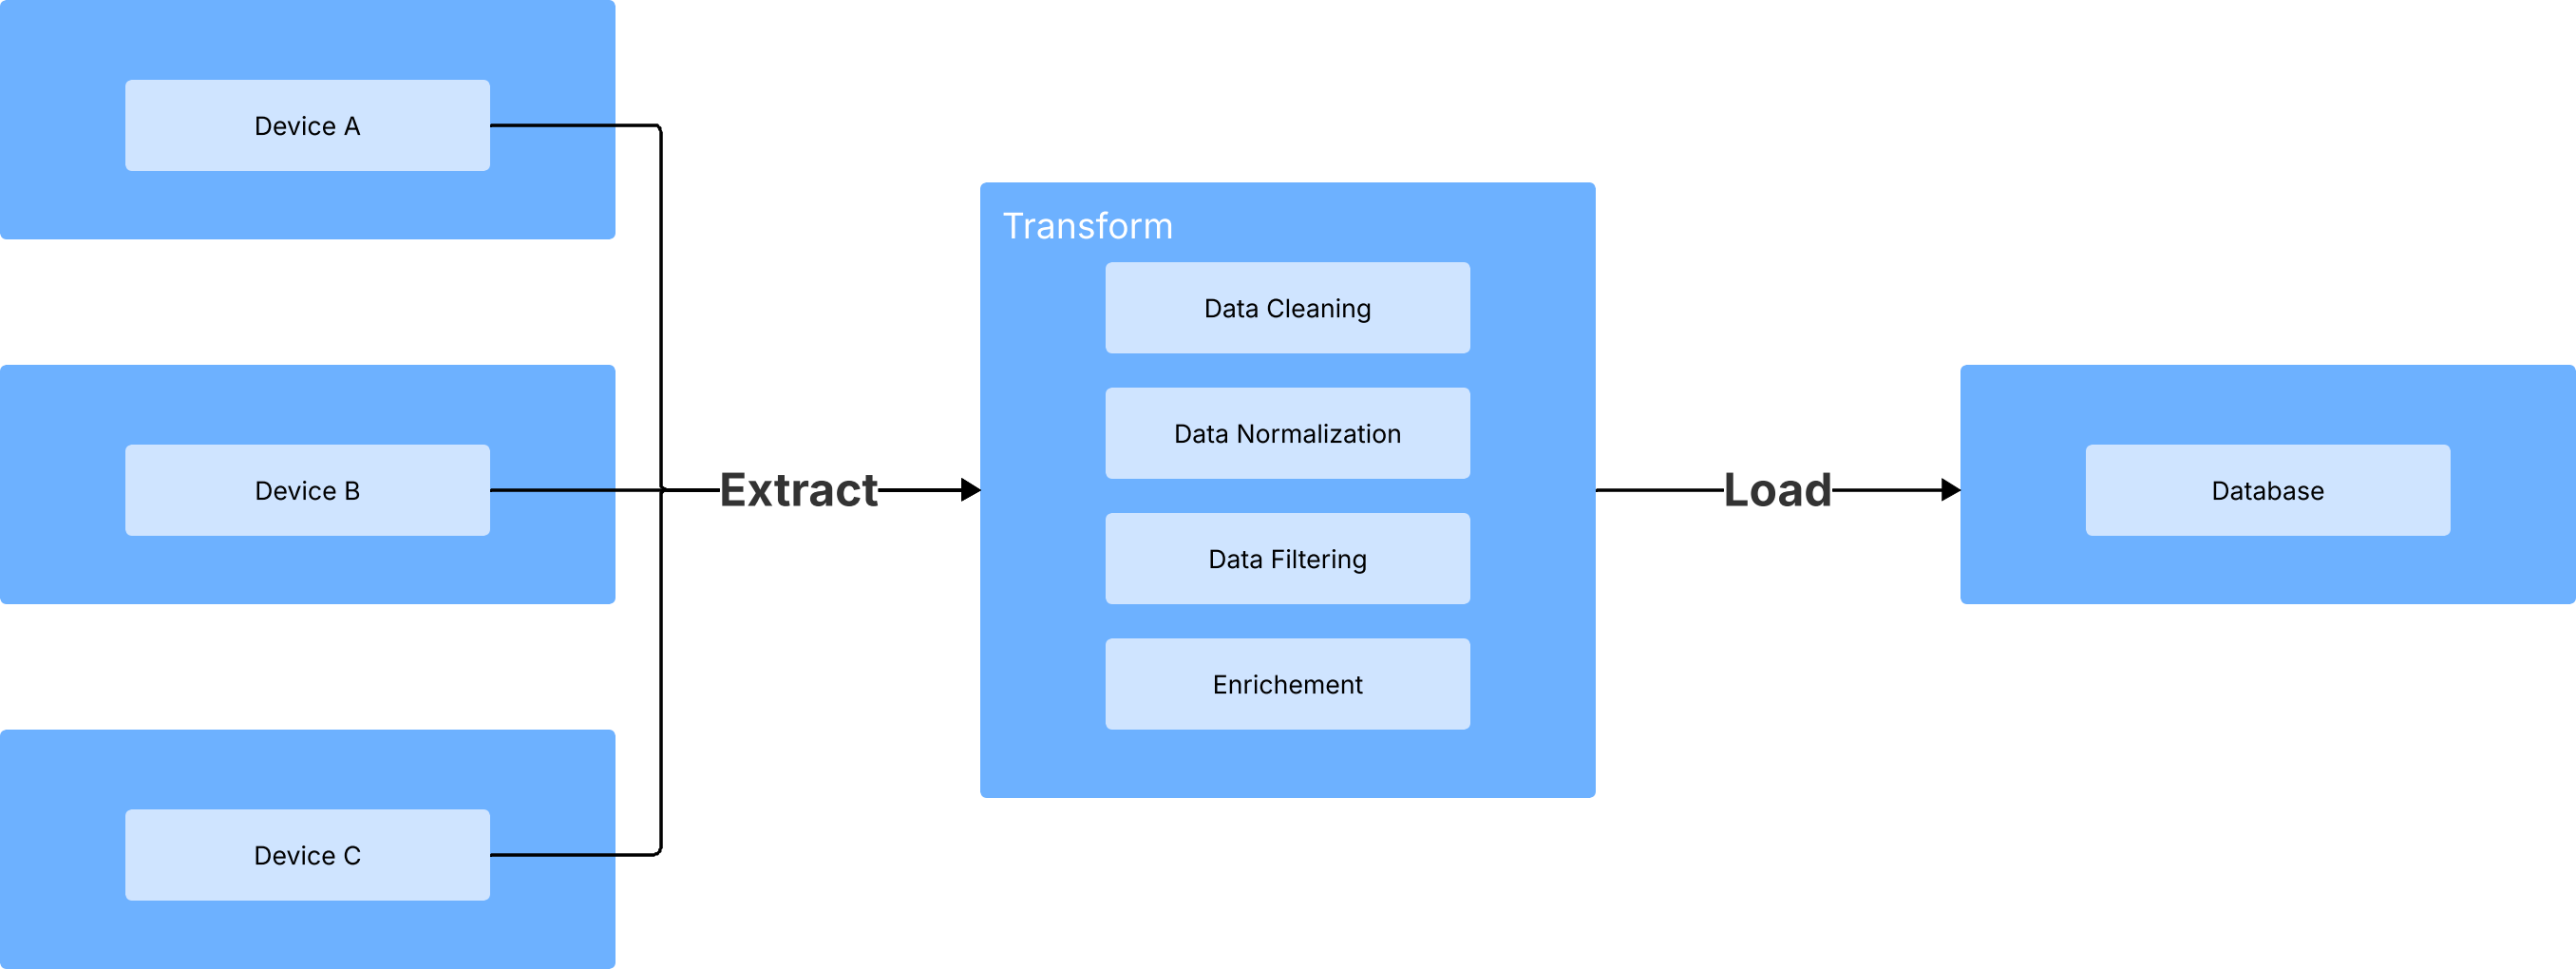 Device A
Device B
Device C
Extract
Transform
Data Cleaning
Data Normalization
Data Filtering
Enrichement
Load
Database